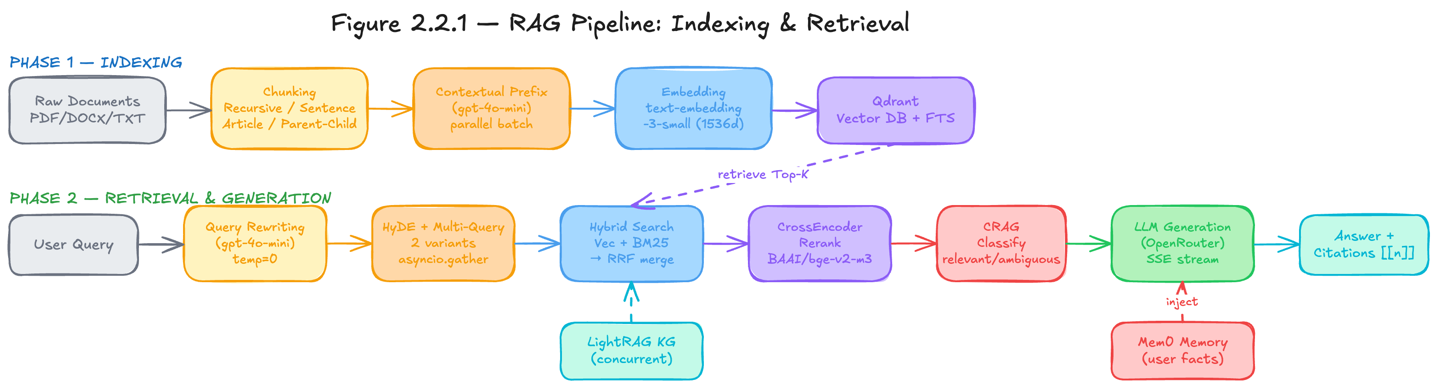 Figure 2.2.1 — RAG Pipeline: Indexing & Retrieval
PHASE 1 — INDEXING
Raw Documents
PDF/DOCX/TXT
Chunking
Recursive / Sentence
Article / Parent-Child
Contextual Prefix
(gpt-4o-mini)
parallel batch
Embedding
text-embedding
-3-small (1536d)
Qdrant
Vector DB + FTS
retrieve Top-K
PHASE 2 — RETRIEVAL & GENERATION
User Query
Query Rewriting
(gpt-4o-mini)
temp=0
HyDE + Multi-Query
2 variants
asyncio.gather
Hybrid Search
Vec + BM25
→ RRF merge
CrossEncoder
Rerank
BAAI/bge-v2-m3
CRAG
Classify
relevant/ambiguous
LLM Generation
(OpenRouter)
SSE stream
Answer +
Citations [[n]]
inject
LightRAG KG
(concurrent)
Mem0 Memory
(user facts)